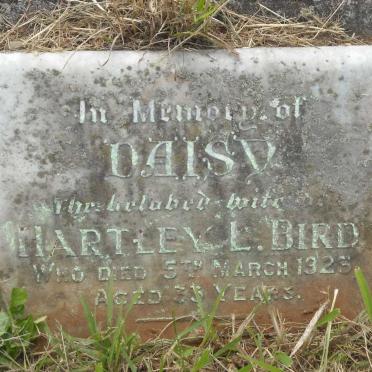 In Memory of
DAISY
The beloved wife of
HARTLEY L. BIRD
WHO DIED 5TH MARCH
AGED YEARS.